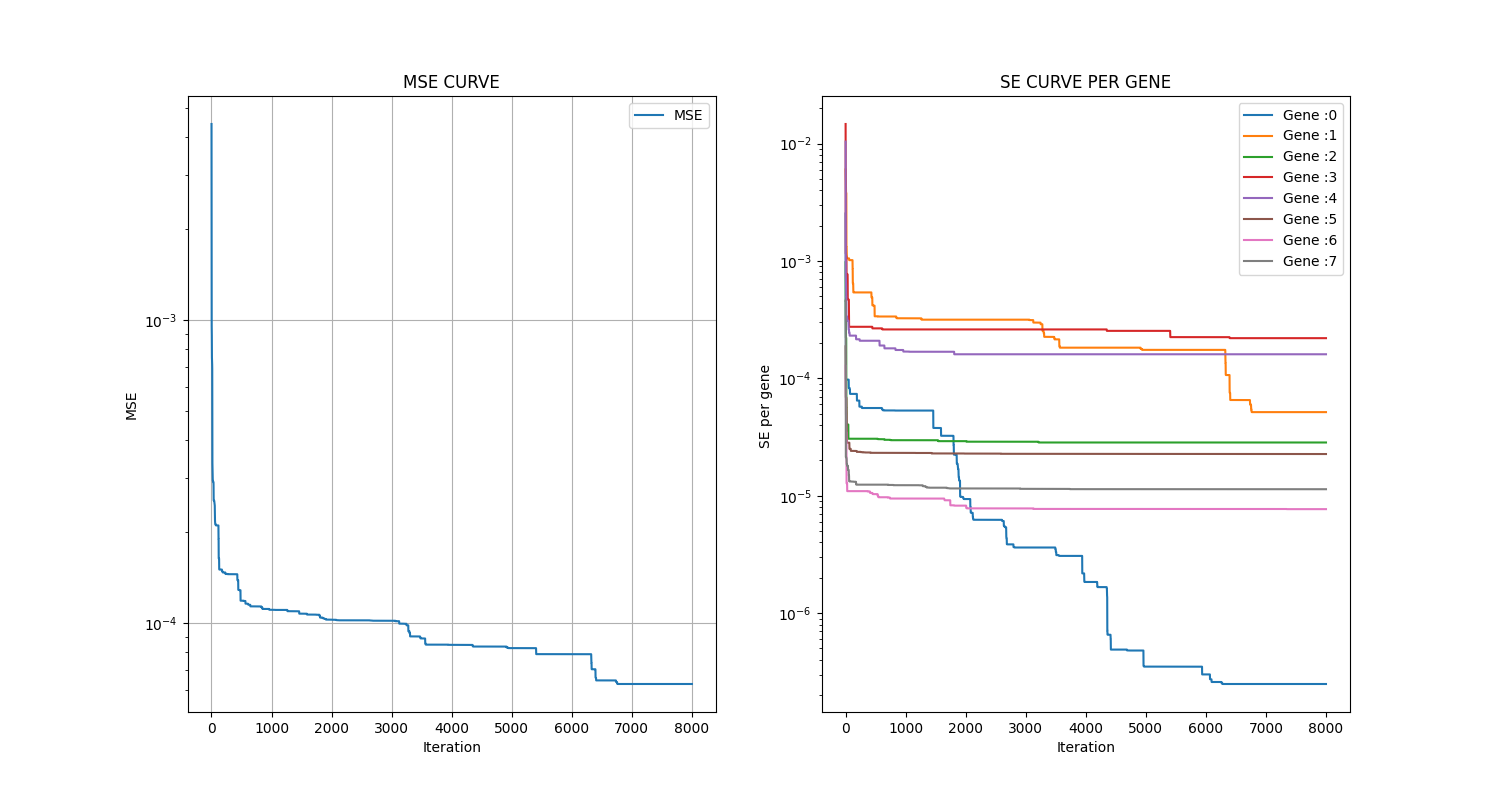 MSE CURVE
MSE
MSE
10⁻³
10⁻⁴
0 1000 2000 3000 4000 5000 6000 7000 8000
Iteration
SE CURVE PER GENE
Gene :0
Gene :1
Gene :2
Gene :3
Gene :4
Gene :5
Gene :6
Gene :7
SE per gene
10⁻²
10⁻³
10⁻⁴
10⁻⁵
10⁻⁶
0 1000 2000 3000 4000 5000 6000 7000 8000
Iteration